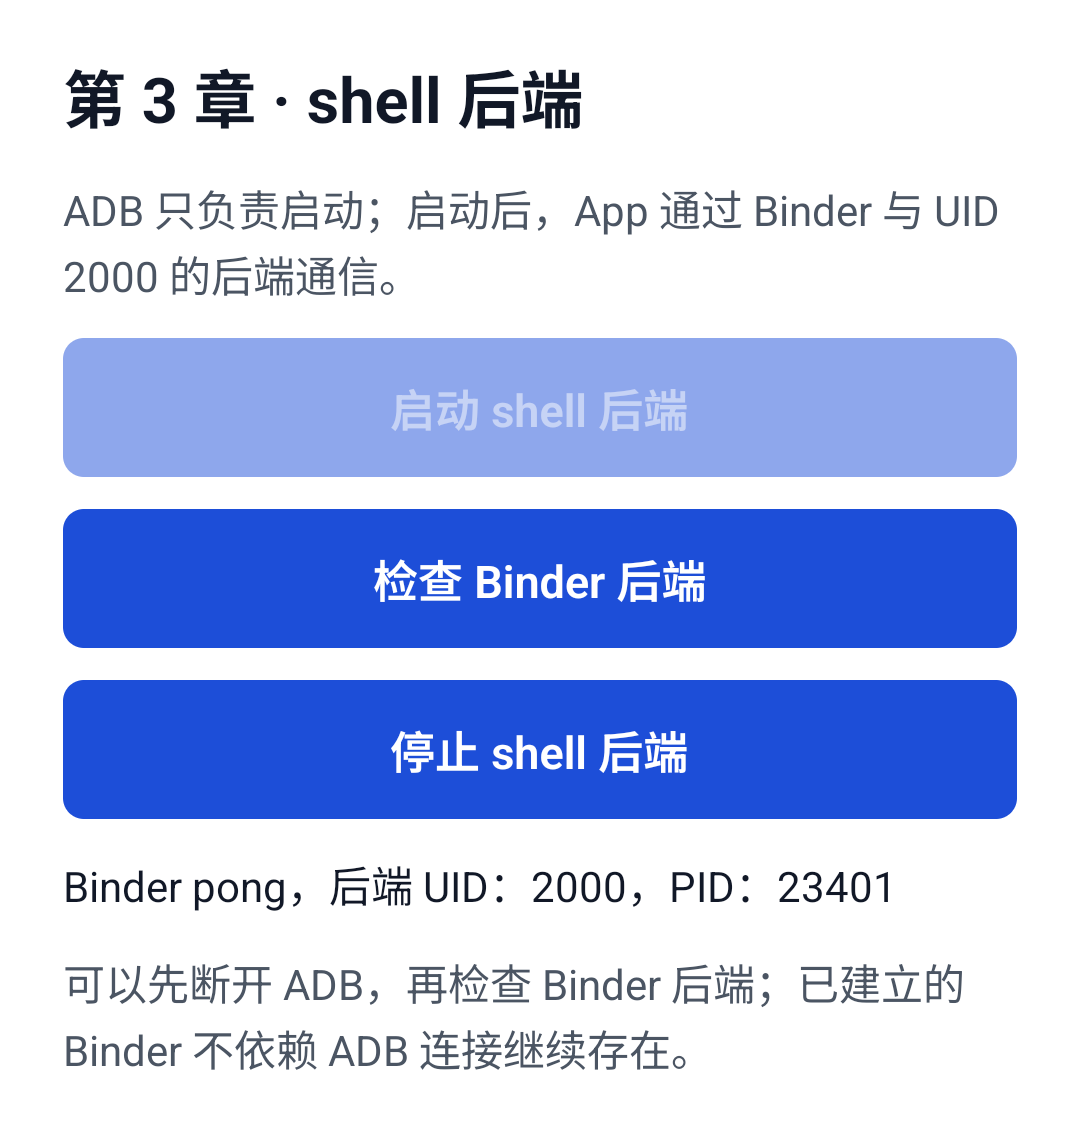 第 3 章 · shell 后端
ADB 只负责启动；启动后，App 通过 Binder 与 UID
2000 的后端通信。
启动 shell 后端
检查 Binder 后端
停止 shell 后端
Binder pong，后端 UID：2000，PID：23401
可以先断开 ADB，再检查 Binder 后端；已建立的
Binder 不依赖 ADB 连接继续存在。